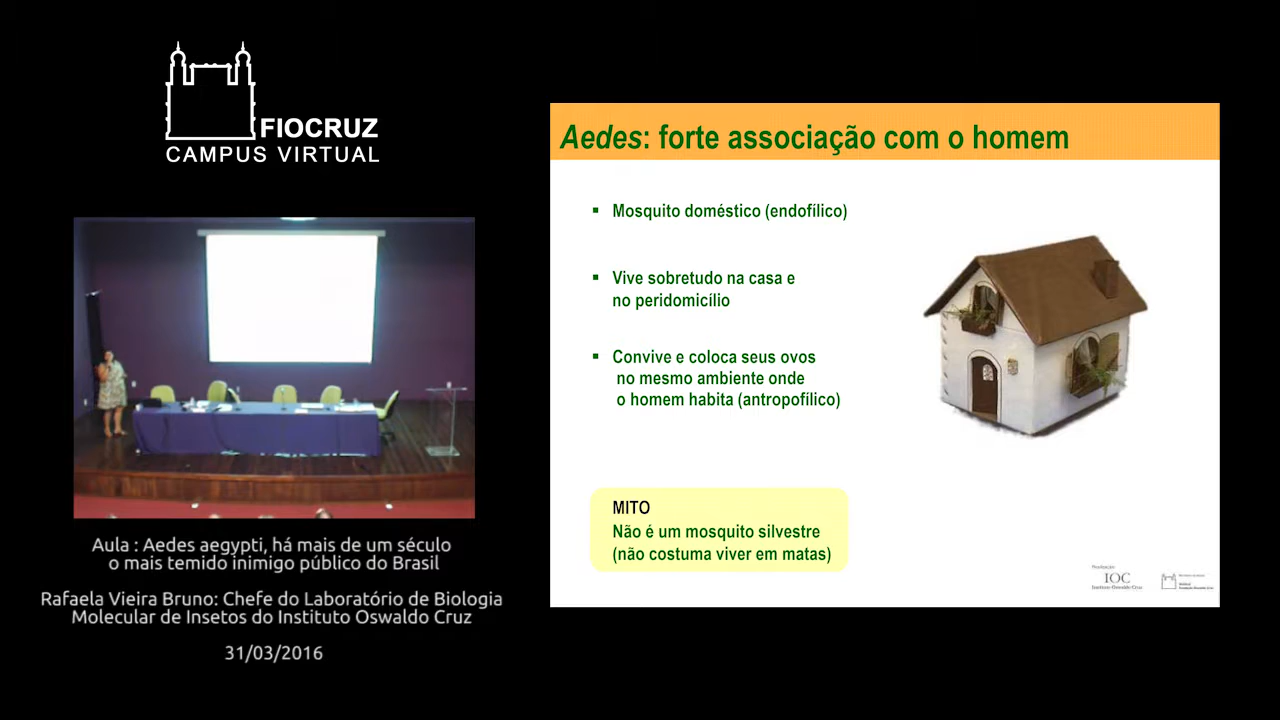 FIOCRUZ
CAMPUS VIRTUAL
Aula : Aedes aegypti, há mais de um século
o mais temido inimigo público do Brasil
Rafaela Vieira Bruno: Chefe do Laboratório de Biologia
Molecular de Insetos do Instituto Oswaldo Cruz
31/03/2016
Aedes: forte associação com o homem
▪ Mosquito doméstico (endofílico)
▪ Vive sobretudo na casa e
no peridomicílio
▪ Convive e coloca seus ovos
no mesmo ambiente onde
o homem habita (antropofílico)
MITO
Não é um mosquito silvestre
(não costuma viver em matas)
IOC
Instituto Oswaldo Cruz